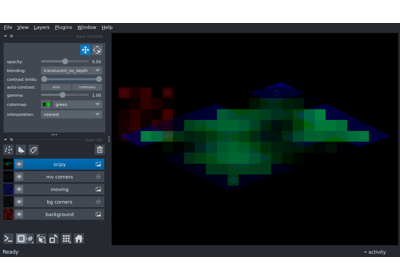 File View Layers Plugins Window Help
opacity: 0.50
blending: translucent_no_depth
contrast limits:
auto-contrast: once continuous
gamma: 1.00
colormap: green
interpolation: nearest
scipy
mv corners
moving
bg corners
background
Ready
activity